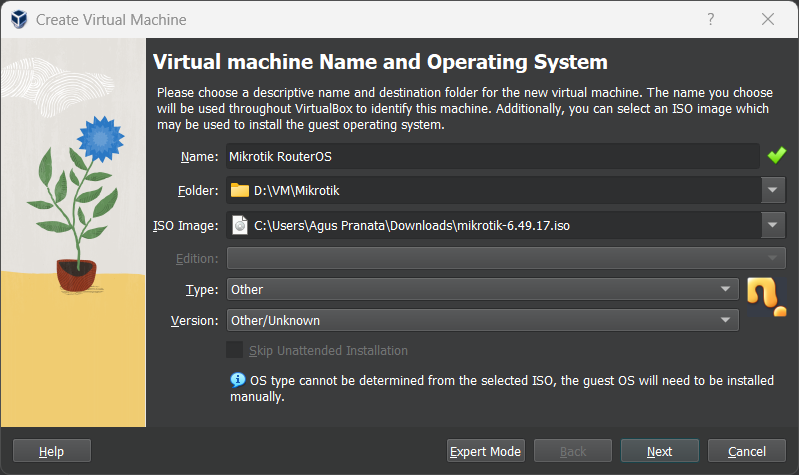 Create Virtual Machine
?
Virtual machine Name and Operating System
Please choose a descriptive name and destination folder for the new virtual machine. The name you choose
will be used throughout VirtualBox to identify this machine. Additionally, you can select an ISO image which
may be used to install the guest operating system.
Name: Mikrotik RouterOS
Folder: D:\VM\Mikrotik
ISO Image: C:\Users\Agus Pranata\Downloads\mikrotik-6.49.17.iso
Edition:
Type: Other
Version: Other/Unknown
Skip Unattended Installation
OS type cannot be determined from the selected ISO, the guest OS will need to be installed
manually.
Help Expert Mode Back Next Cancel